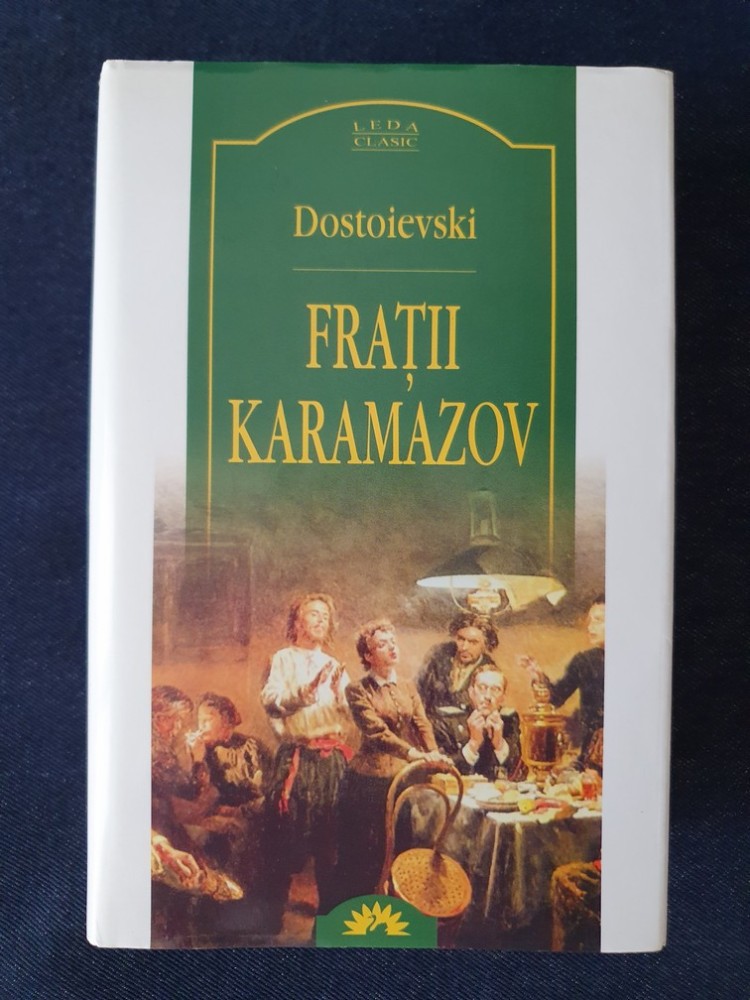 LEDA
CLASIC
Dostoievski
FRAȚII
KARAMAZOV